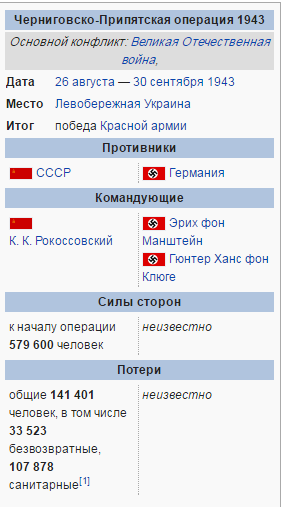 Черниговско-Припятская операция 1943
Основной конфликт: Великая Отечественная
война,
Дата 26 августа — 30 сентября 1943
Место Левобережная Украина
Итог победа Красной армии
Противники
СССР Германия
Командующие
К. К. Рокоссовский
Эрих фон
Манштейн
Гюнтер Ханс фон
Клюге
Силы сторон
к началу операции
579 600 человек
неизвестно
Потери
общие 141 401
человек, в том числе
33 523
безвозвратные,
107 878
санитарные[1]
неизвестно